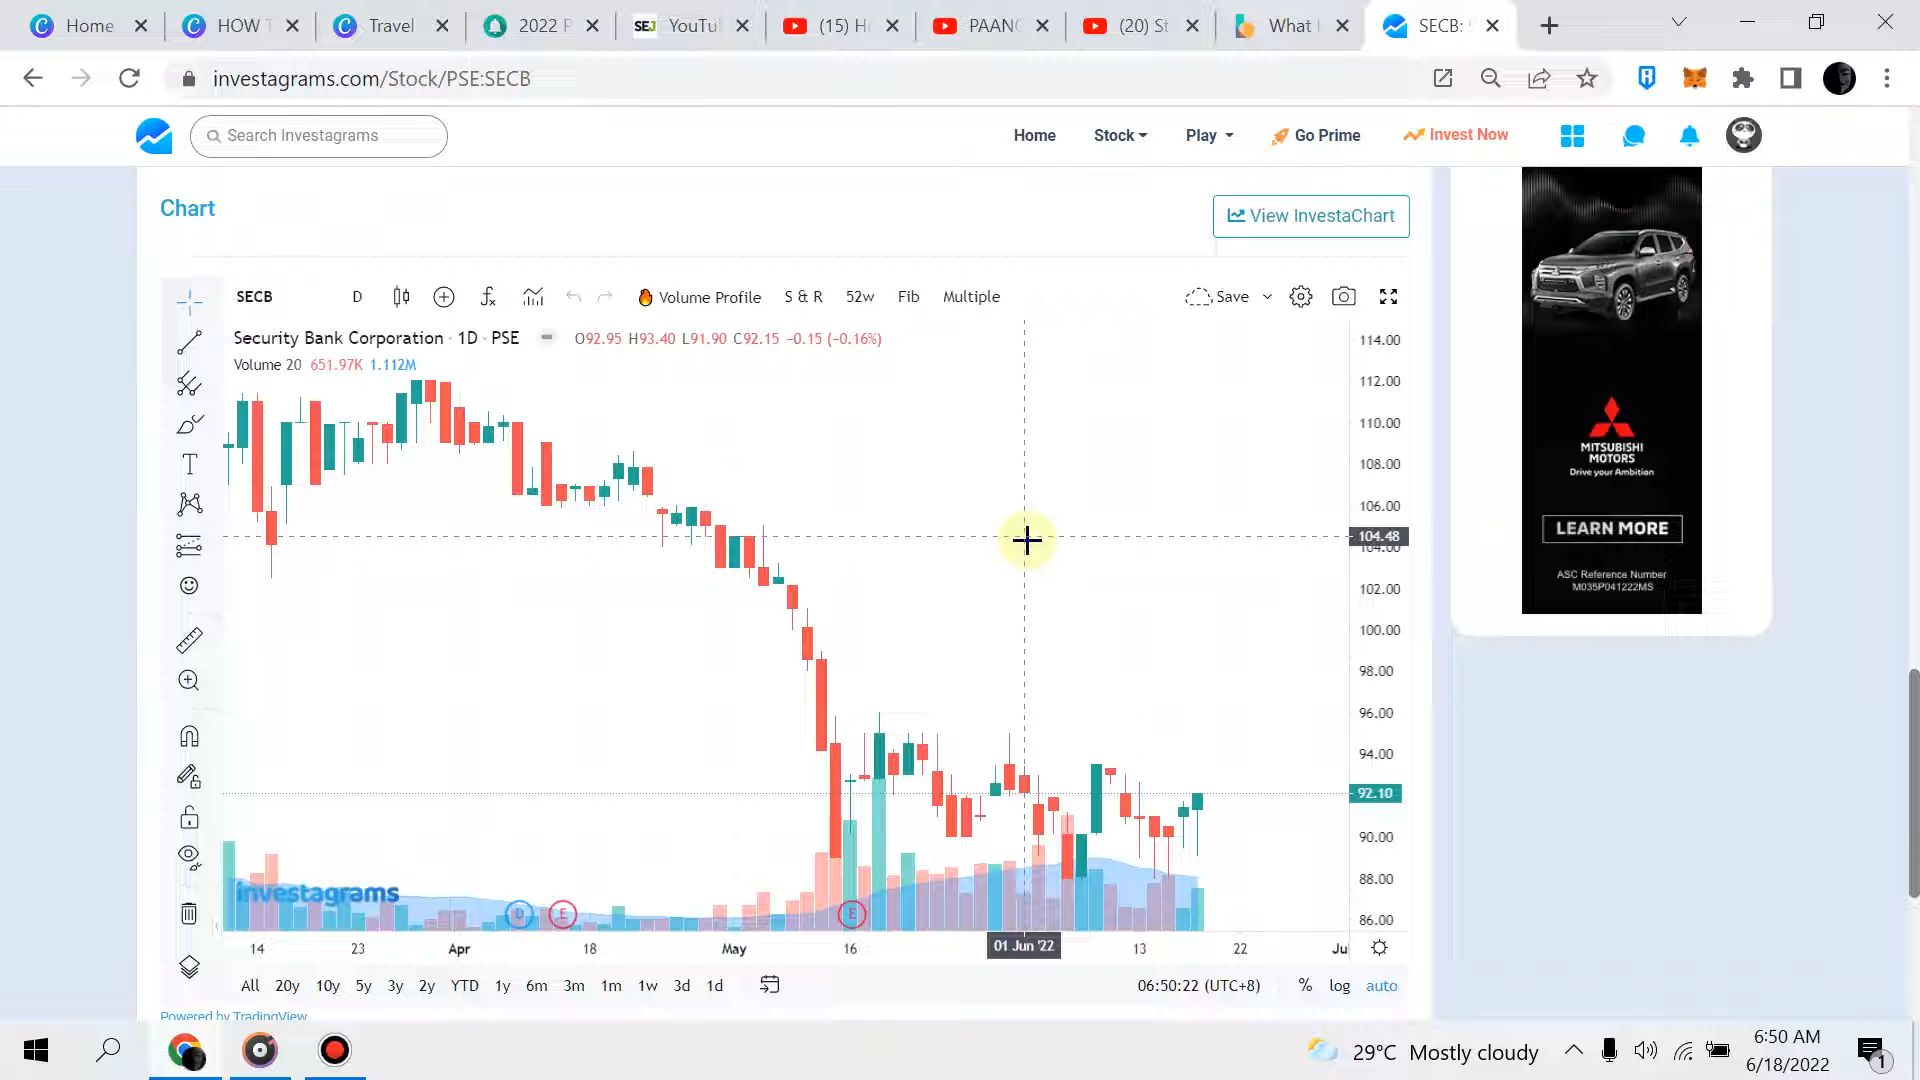 Home
HOW T
Travel
2022 P
SEJ YouTu
(15) H
PAANO
(20) St
What I
SECB: S
investagrams.com/Stock/PSE:SECB
Search Investagrams
Home
Stock
Play
Go Prime
Invest Now
Chart
View InvestaChart
SECB
D
Volume Profile
S & R
52w
Fib
Multiple
Save
Security Bank Corporation · 1D · PSE
O92.95 H93.40 L91.90 C92.15 −0.15 (−0.16%)
Volume 20 651.97K 1.112M
114.00
112.00
110.00
108.00
106.00
104.48
104.00
102.00
100.00
98.00
96.00
94.00
92.10
90.00
88.00
86.00
investagrams
D
E
E
14
23
Apr
18
May
16
01 Jun '22
13
22
Ju
All
20y
10y
5y
3y
2y
YTD
1y
6m
3m
1m
1w
3d
1d
06:50:22 (UTC+8)
%
log
auto
Powered by TradingView
MITSUBISHI
MOTORS
Drive your Ambition
LEARN MORE
ASC Reference Number
M035P041222MS
29°C Mostly cloudy
6:50 AM
6/18/2022
1